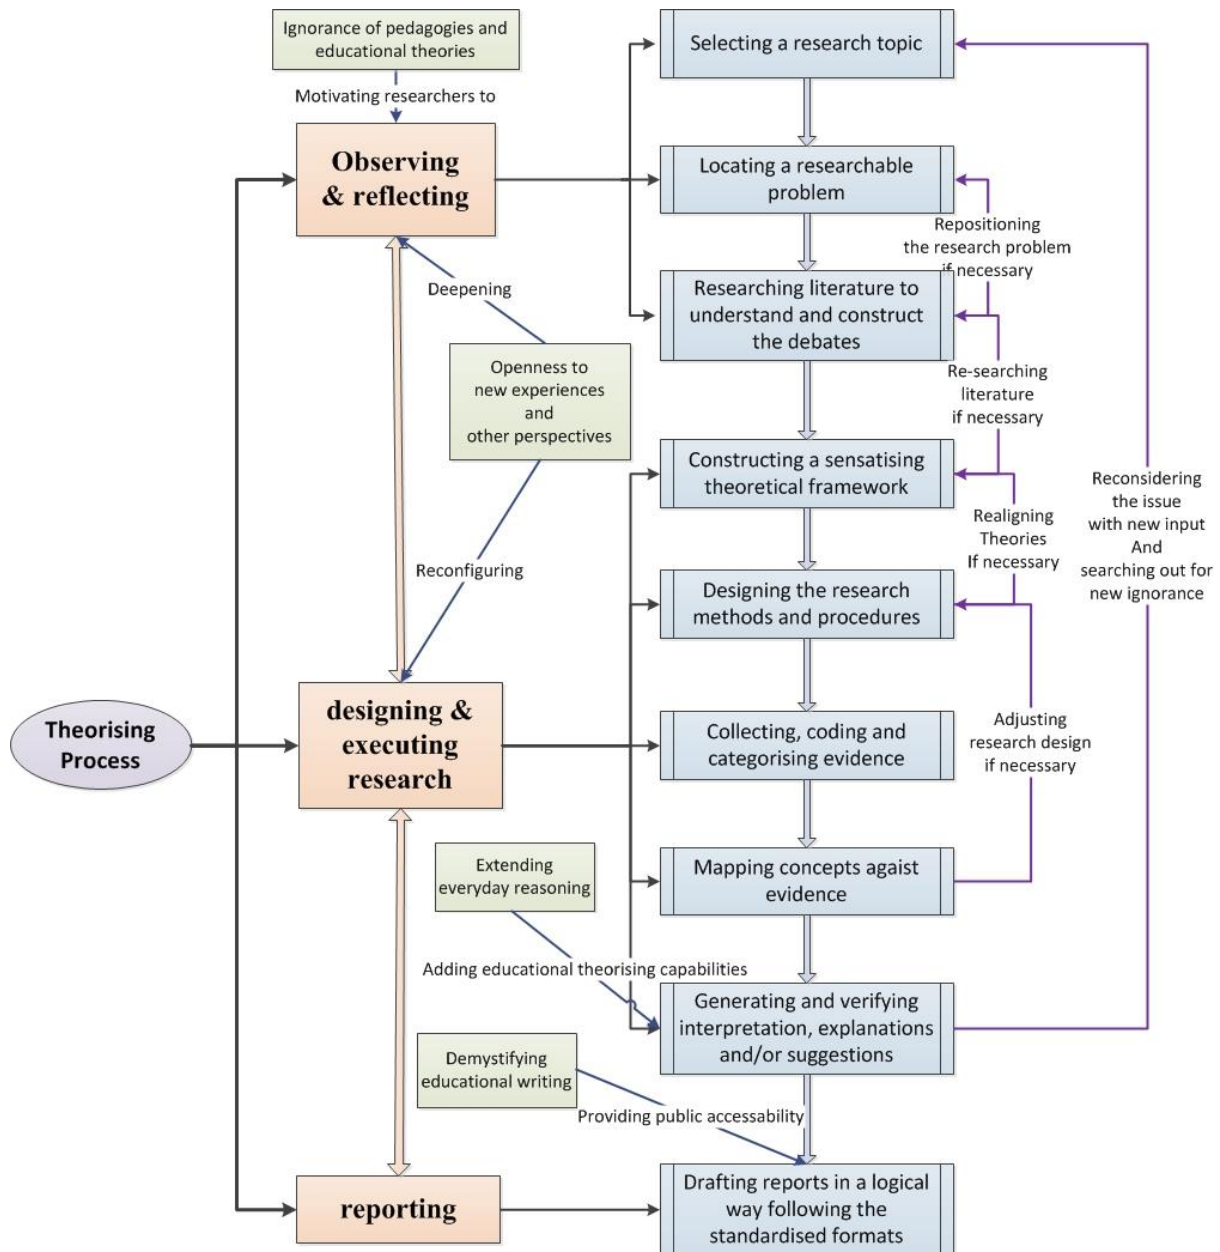 Ignorance of pedagogies and
educational theories
Motivating researchers to
Observing
& reflecting
Selecting a research topic
Locating a researchable
problem
Repositioning
the research problem
if necessary
Deepening
Researching literature to
understand and construct
the debates
Openness to
new experiences
and
other perspectives
Re-searching
literature
if necessary
Constructing a sensatising
theoretical framework
Reconsidering
the issue
with new input
And
searching out for
new ignorance
Realigning
Theories
If necessary
Reconfiguring
Designing the research
methods and procedures
Theorising
Process
designing &
executing
research
Collecting, coding and
categorising evidence
Adjusting
research design
if necessary
Extending
everyday reasoning
Mapping concepts agaist
evidence
Adding educational theorising capabilities
Generating and verifying
interpretation, explanations
and/or suggestions
Demystifying
educational writing
Providing public accessability
reporting
Drafting reports in a logical
way following the
standardised formats